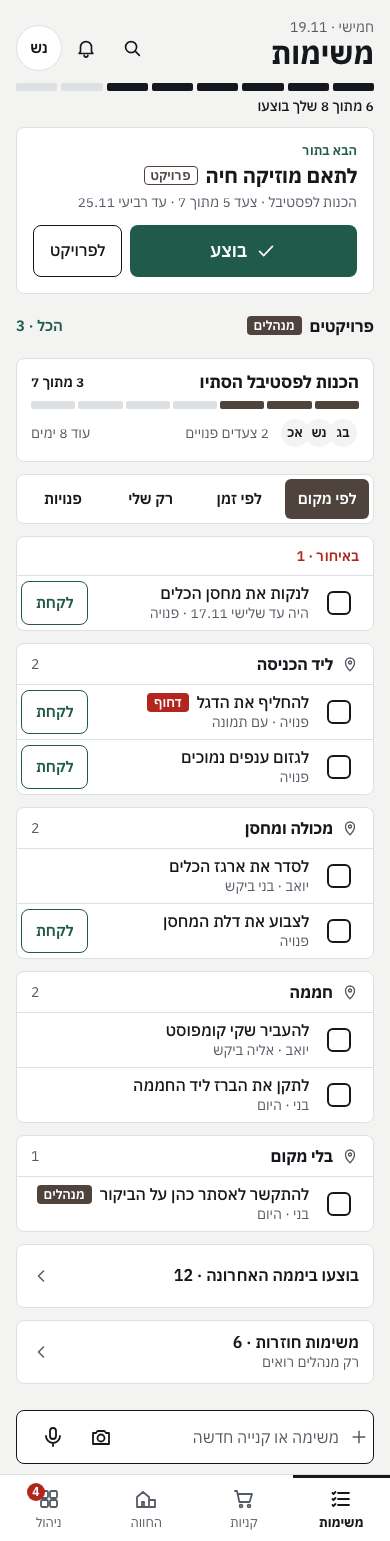 חמישי · 19.11
משימות
נש
6 מתוך 8 שלך בוצעו
הבא בתור
לתאם מוזיקה חיה פרויקט
הכנות לפסטיבל · צעד 5 מתוך 7 · עד רביעי 25.11
בוצע
לפרויקט
פרויקטים מנהלים
הכל · 3
הכנות לפסטיבל הסתיו
3 מתוך 7
בג נש אכ
2 צעדים פנויים
עוד 8 ימים
לפי מקום
לפי זמן
רק שלי
פנויות
באיחור · 1
לנקות את מחסן הכלים
היה עד שלישי 17.11 · פנויה
לקחת
ליד הכניסה
2
להחליף את הדגל דחוף
פנויה · עם תמונה
לקחת
לגזום ענפים נמוכים
פנויה
לקחת
מכולה ומחסן
2
לסדר את ארגז הכלים
יואב · בני ביקש
לצבוע את דלת המחסן
פנויה
לקחת
חממה
2
להעביר שקי קומפוסט
יואב · אליה ביקש
לתקן את הברז ליד החממה
בני · היום
בלי מקום
1
להתקשר לאסתר כהן על הביקור מנהלים
בני · היום
בוצעו ביממה האחרונה · 12
משימות חוזרות · 6
רק מנהלים רואים
משימה או קנייה חדשה
משימות
קניות
החווה
ניהול
4